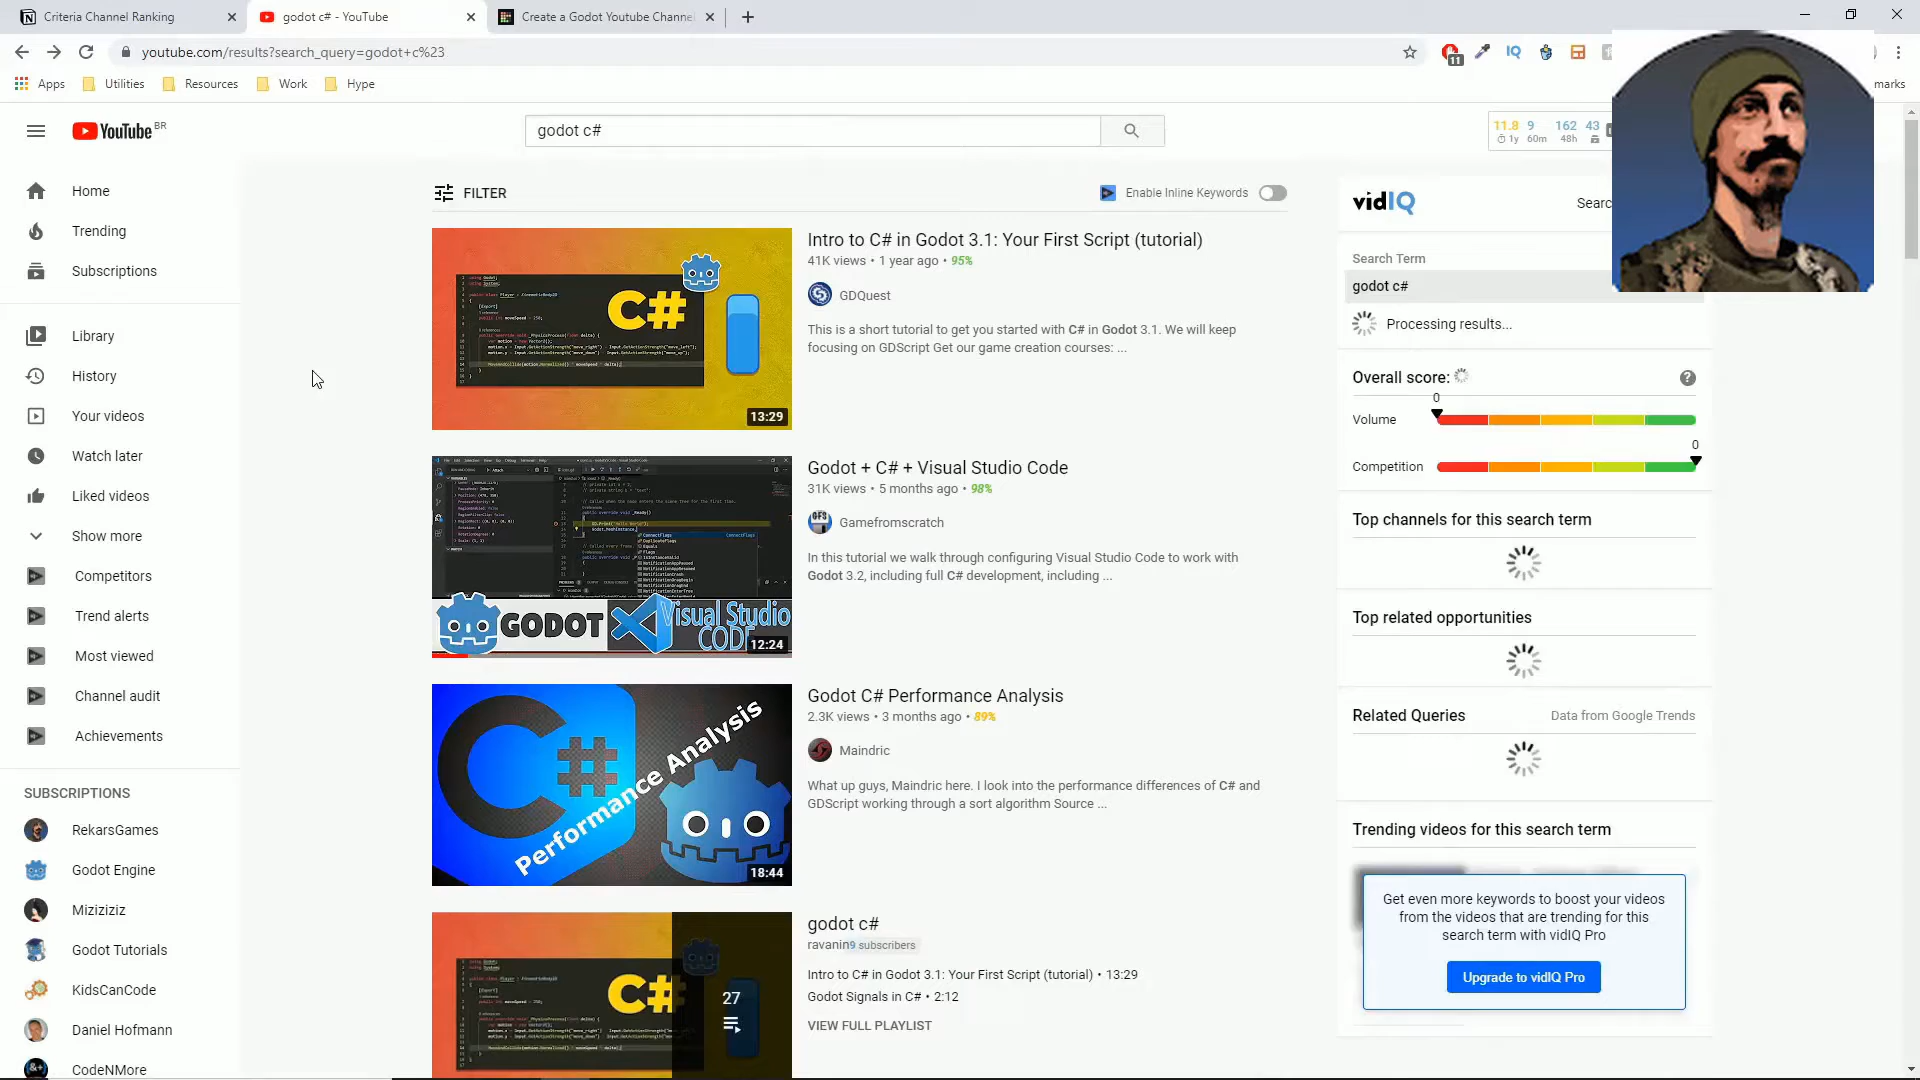 Criteria Channel Ranking
godot c# - YouTube
Create a Godot Youtube Channel
youtube.com/results?search_query=godot+c%23
11
Apps
Utilities
Resources
Work
Hype
marks
YouTube BR
godot c#
11.8 9 162 43
1y 60m 48h
Home
Trending
Subscriptions
Library
History
Your videos
Watch later
Liked videos
Show more
Competitors
Trend alerts
Most viewed
Channel audit
Achievements
SUBSCRIPTIONS
RekarsGames
Godot Engine
Miziziziz
Godot Tutorials
KidsCanCode
Daniel Hofmann
CodeNMore
FILTER
Enable Inline Keywords
C#
13:29
Intro to C# in Godot 3.1: Your First Script (tutorial)
41K views • 1 year ago • 95%
GDQuest
This is a short tutorial to get you started with C# in Godot 3.1. We will keep
focusing on GDScript Get our game creation courses: ...
GODOT
Visual Studio
CODE
12:24
Godot + C# + Visual Studio Code
31K views • 5 months ago • 98%
GFS
Gamefromscratch
In this tutorial we walk through configuring Visual Studio Code to work with
Godot 3.2, including full C# development, including ...
C#
Performance Analysis
18:44
Godot C# Performance Analysis
2.3K views • 3 months ago • 89%
Maindric
What up guys, Maindric here. I look into the performance differences of C# and
GDScript working through a sort algorithm Source ...
C#
27
godot c#
ravanin9 subscribers
Intro to C# in Godot 3.1: Your First Script (tutorial) • 13:29
Godot Signals in C# • 2:12
VIEW FULL PLAYLIST
vidIQ
Searc
Search Term
godot c#
Processing results...
Overall score:
0
Volume
0
Competition
Top channels for this search term
Top related opportunities
Related Queries
Data from Google Trends
Trending videos for this search term
Get even more keywords to boost your videos
from the videos that are trending for this
search term with vidIQ Pro
Upgrade to vidIQ Pro